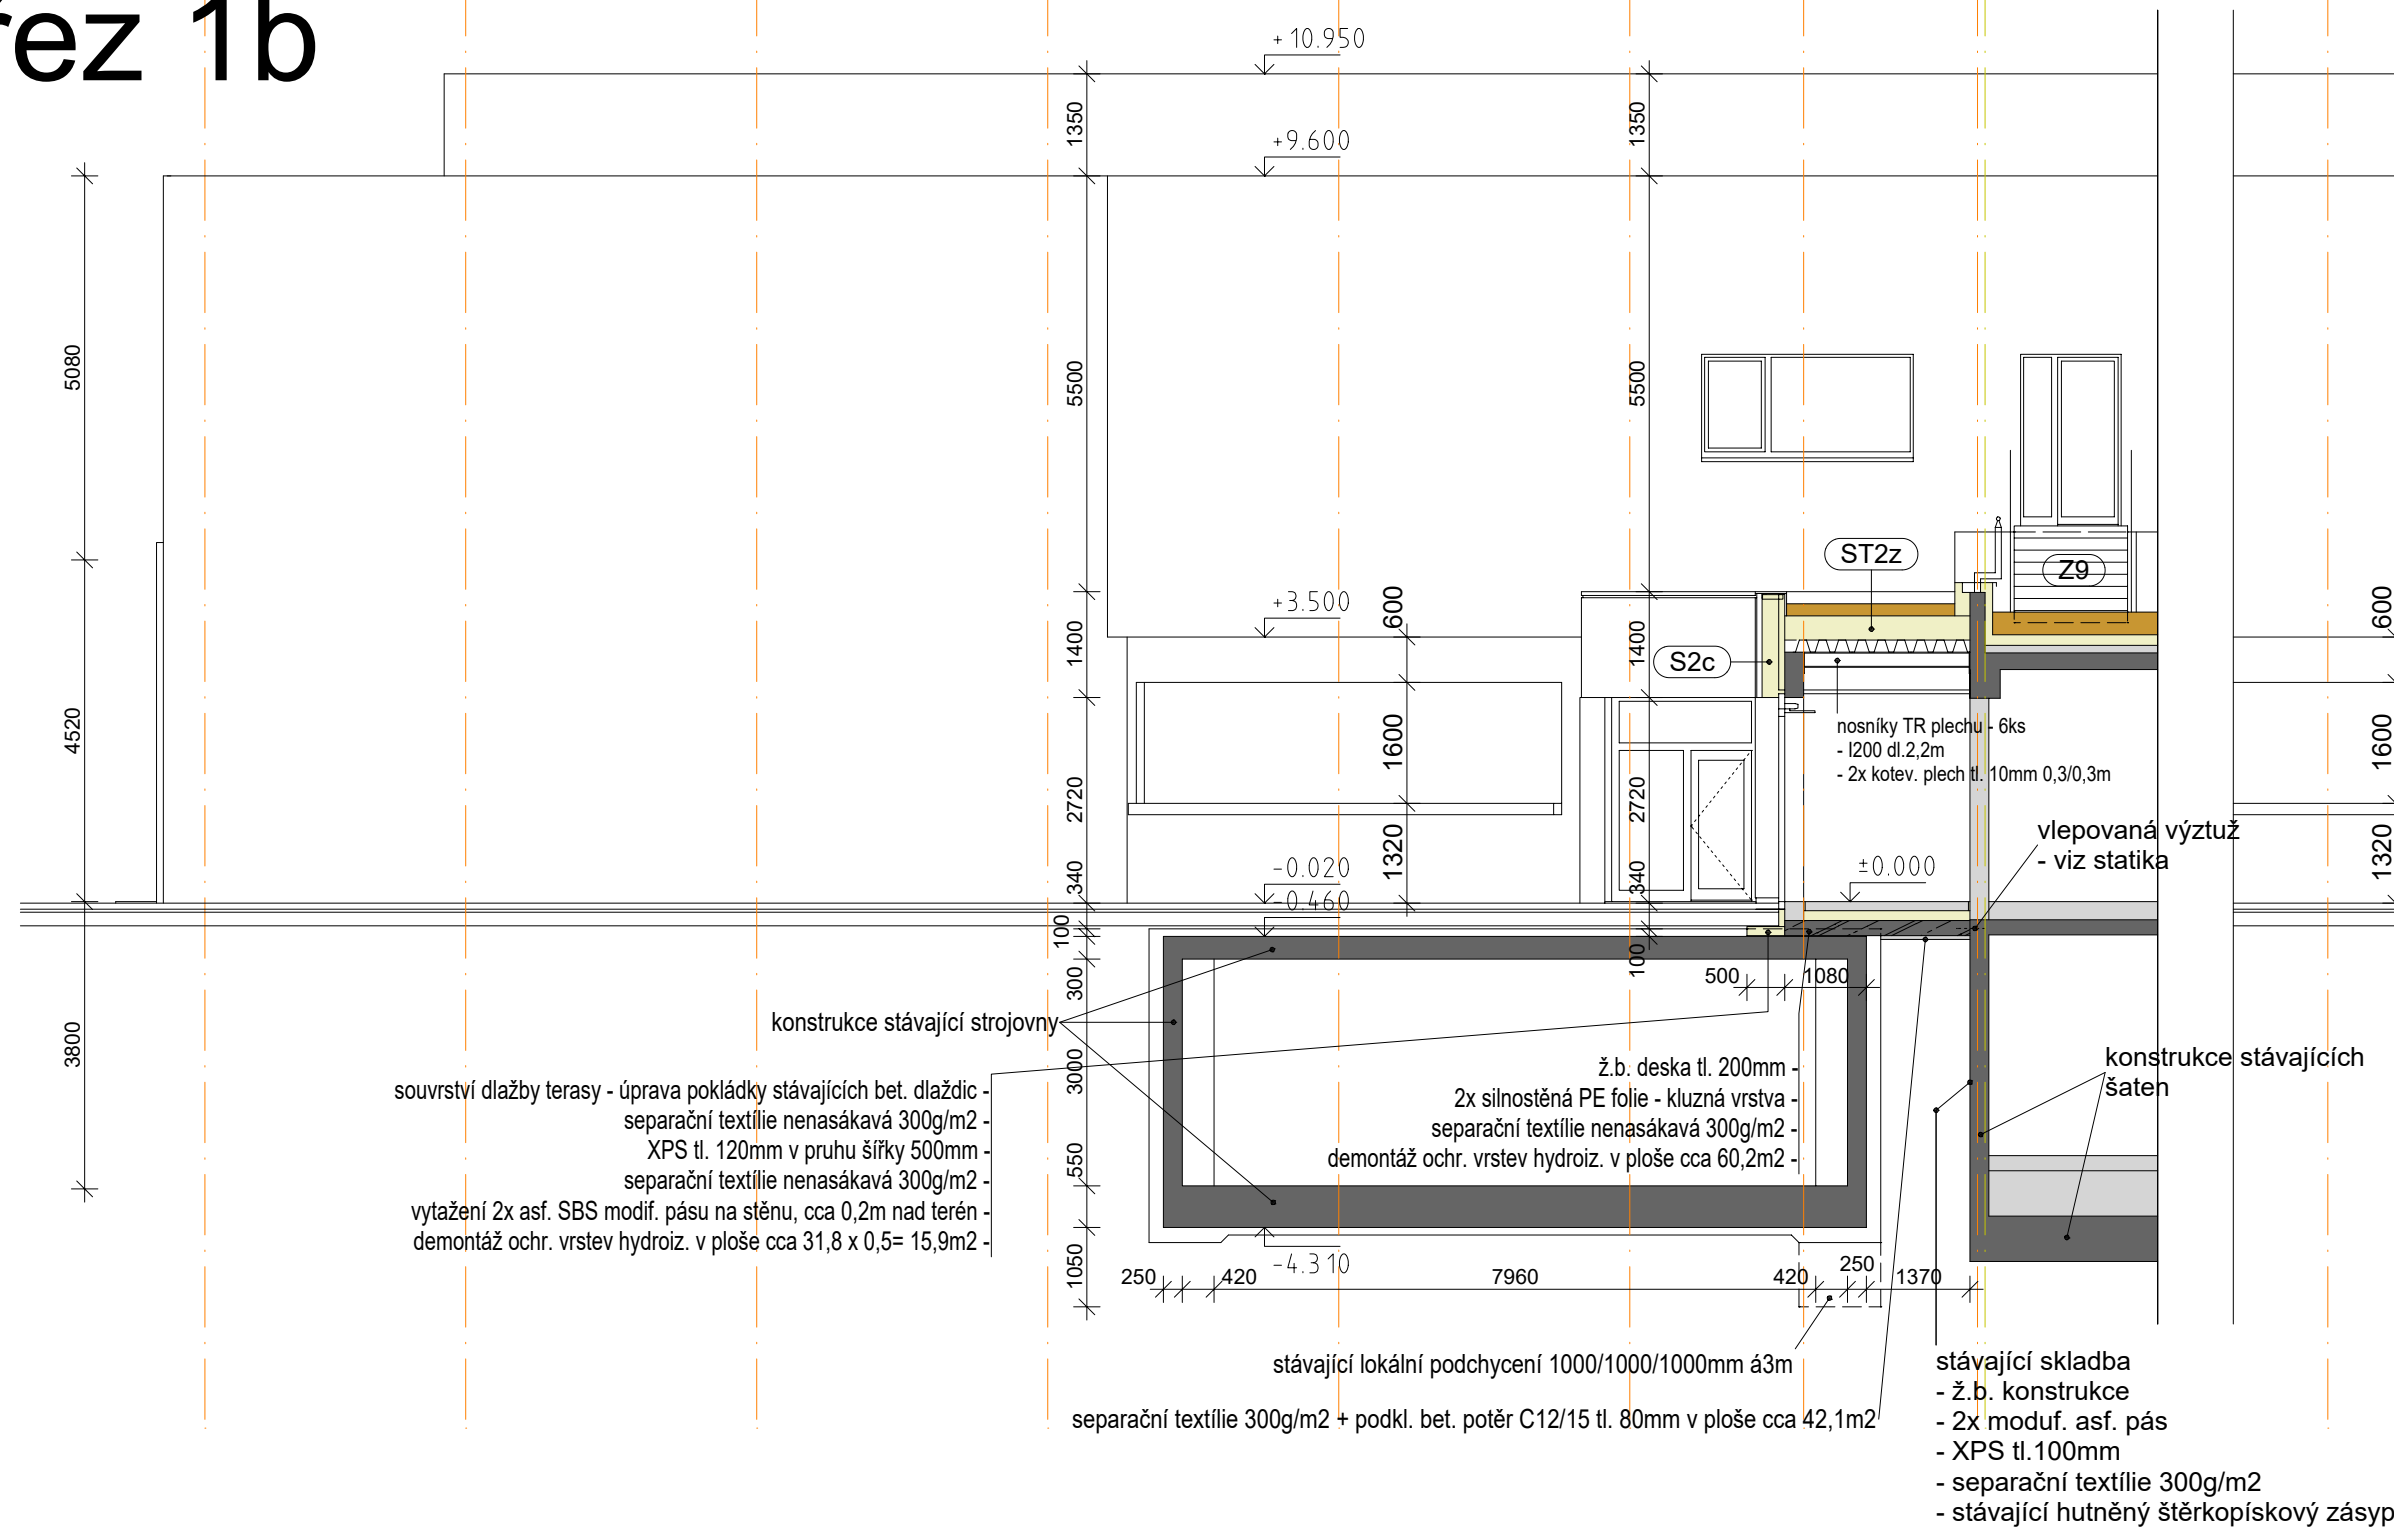 řez 1b
+10.950
1350
1350
+9.600
5080
5500
5500
ST2z
Z9
+3.500
600
600
1400
1400
S2c
4520
1600
1600
nosníky TR plechu - 6ks
- I200 dl.2,2m
- 2x kotev. plech tl. 10mm 0,3/0,3m
2720
2720
vlepovaná výztuž
- viz statika
1320
1320
-0.020
±0.000
340
340
-0.460
100
100
300
500
1080
konstrukce stávající strojovny
3800
3000
konstrukce stávajících
šaten
souvrství dlažby terasy - úprava pokládky stávajících bet. dlaždic -
separační textílie nenasákavá 300g/m2 -
XPS tl. 120mm v pruhu šířky 500mm -
separační textílie nenasákavá 300g/m2 -
vytažení 2x asf. SBS modif. pásu na stěnu, cca 0,2m nad terén -
demontáž ochr. vrstev hydroiz. v ploše cca 31,8 x 0,5= 15,9m2 -
ž.b. deska tl. 200mm -
2x silnostěná PE folie - kluzná vrstva -
separační textílie nenasákavá 300g/m2 -
demontáž ochr. vrstev hydroiz. v ploše cca 60,2m2 -
550
1050
-4.310
250
420
7960
420
250
1370
stávající lokální podchycení 1000/1000/1000mm á3m
separační textílie 300g/m2 + podkl. bet. potěr C12/15 tl. 80mm v ploše cca 42,1m2
stávající skladba
- ž.b. konstrukce
- 2x moduf. asf. pás
- XPS tl.100mm
- separační textílie 300g/m2
- stávající hutněný štěrkopískový zásyp